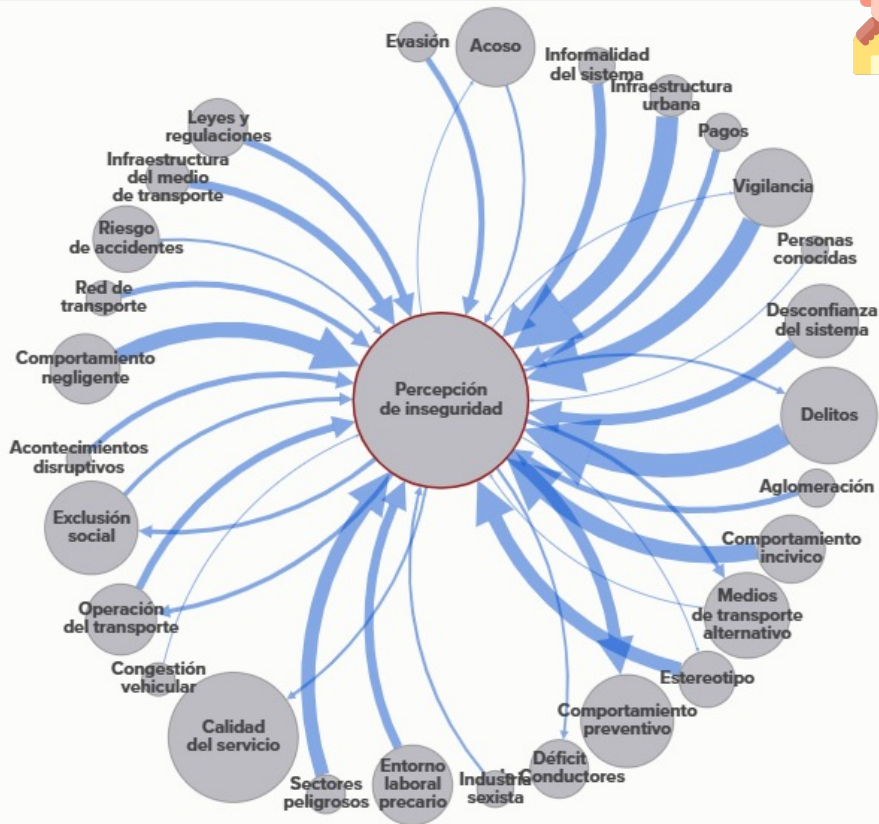 Evasión
Acoso
Informalidad
del sistema
Infraestructura
urbana
Pagos
Vigilancia
Personas
conocidas
Desconfianza
del sistema
Delitos
Aglomeración
Comportamiento
incivico
Medios
de transporte
alternativo
Estereotipo
Comportamiento
preventivo
Déficit
Conductores
Industria
sexista
Entorno
laboral
precario
Sectores
peligrosos
Calidad
del servicio
Congestión
vehicular
Operación
del transporte
Exclusión
social
Acontecimientos
disruptivos
Comportamiento
negligente
Red de
transporte
Riesgo
de accidentes
Infraestructura
del medio
de transporte
Leyes y
regulaciones
Percepción
de inseguridad